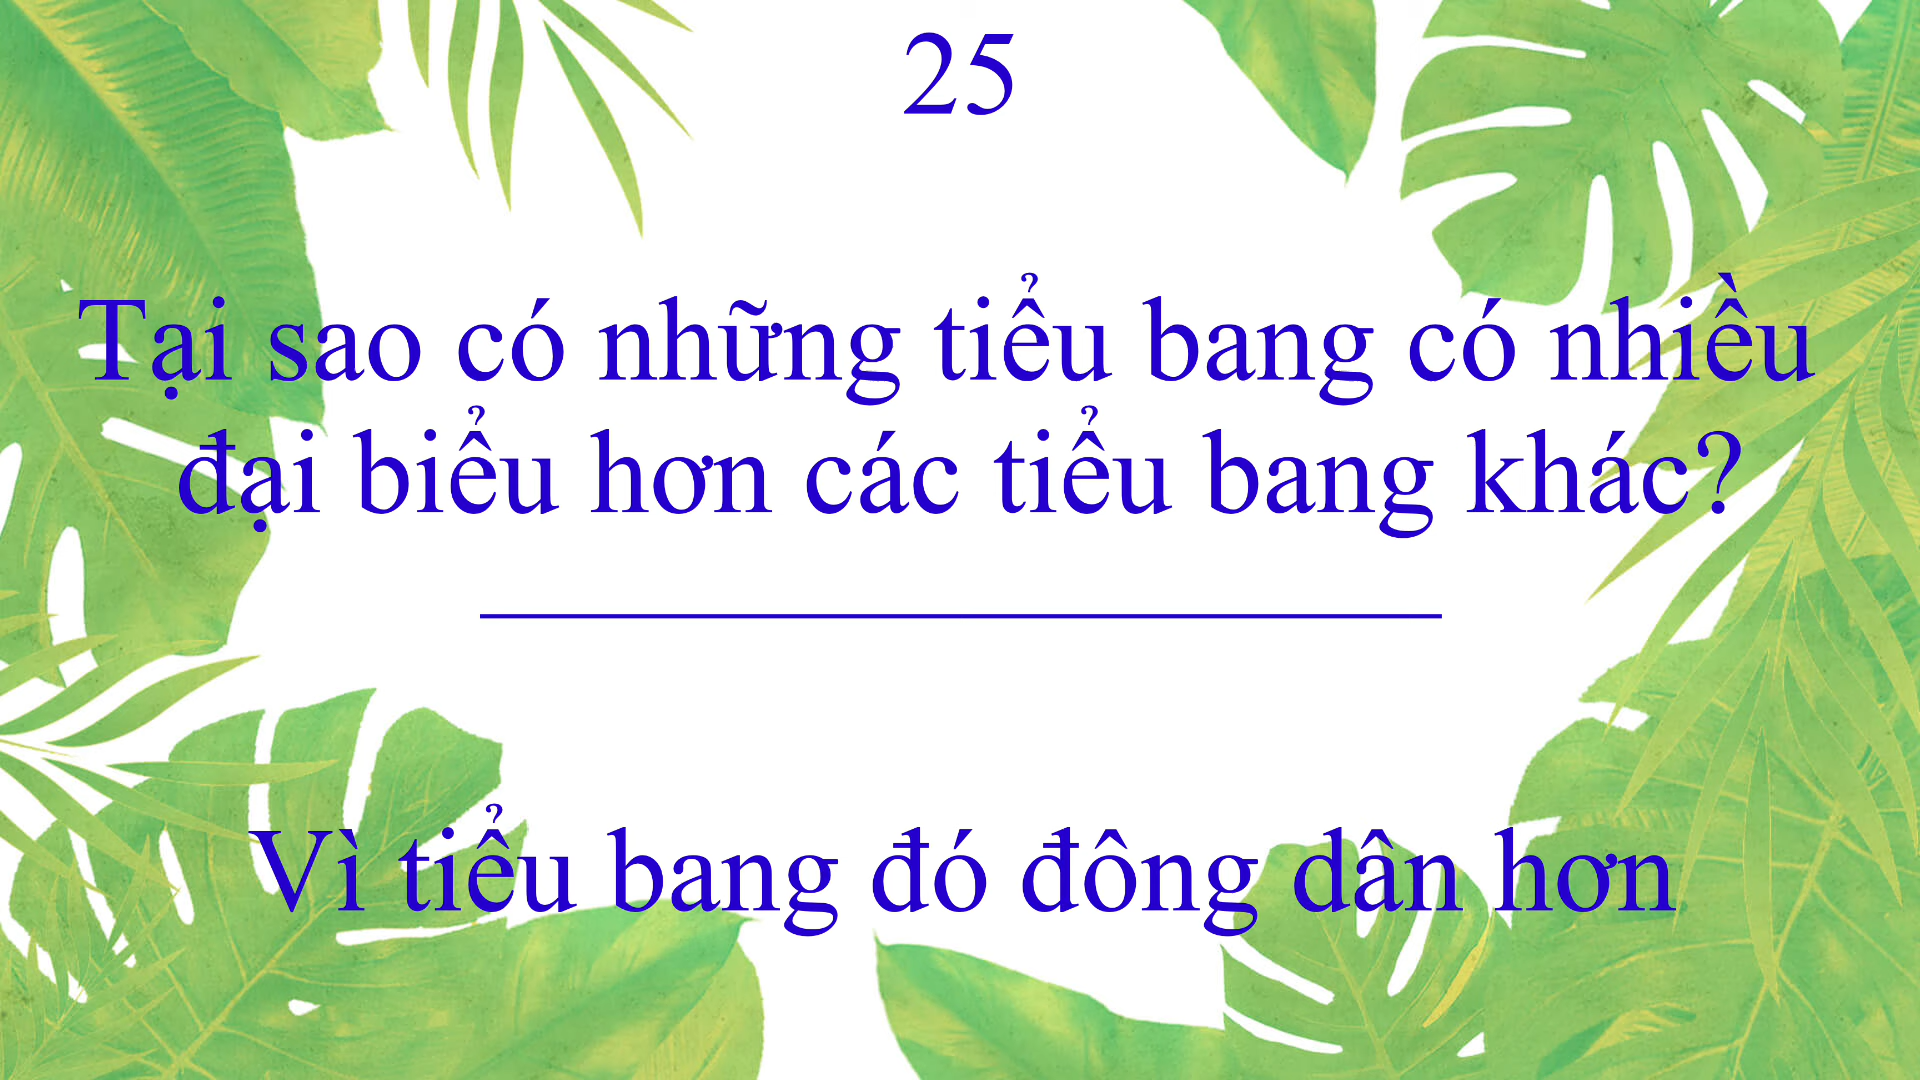 25
Tại sao có những tiểu bang có nhiều
đại biểu hơn các tiểu bang khác?
Vì tiểu bang đó đông dân hơn